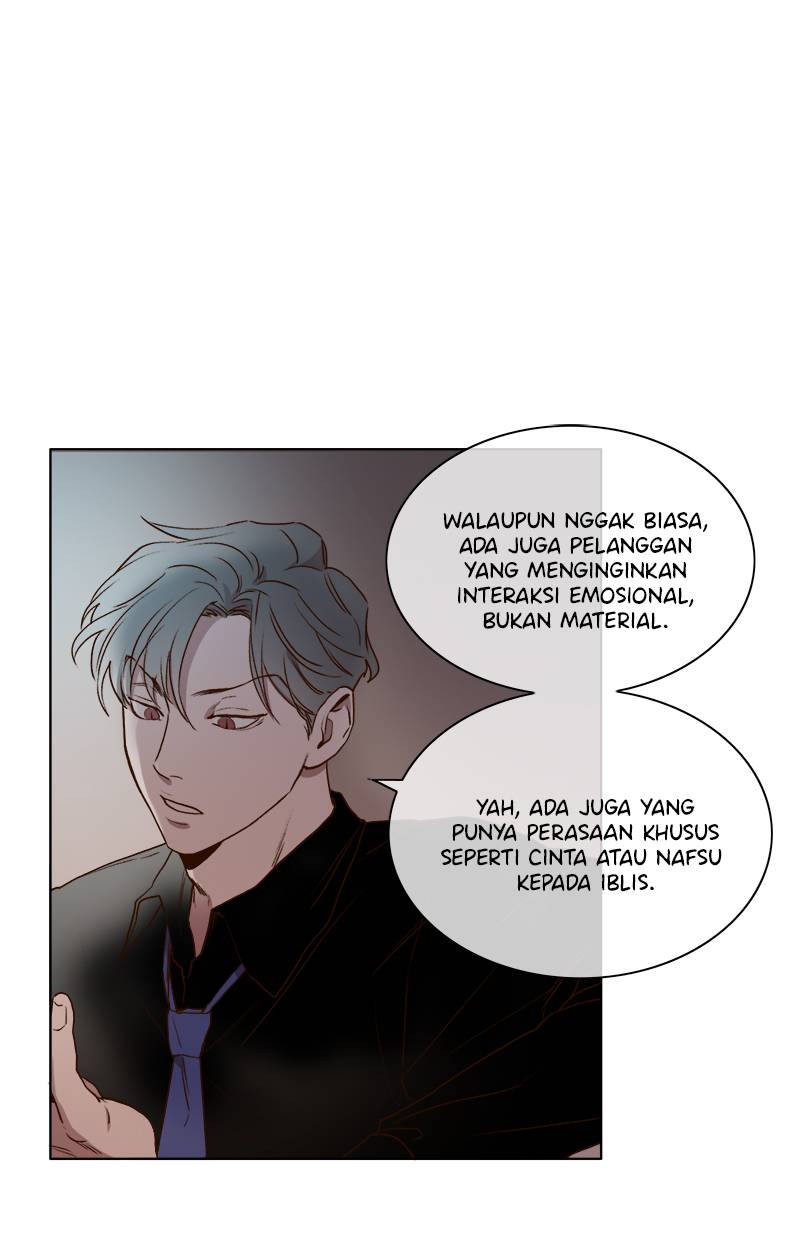 WALAUPUN NGGAK BIASA,
ADA JUGA PELANGGAN
YANG MENGINGINKAN
INTERAKSI EMOSIONAL,
BUKAN MATERIAL.
YAH, ADA JUGA YANG
PUNYA PERASAAN KHUSUS
SEPERTI CINTA ATAU NAFSU
KEPADA IBLIS.